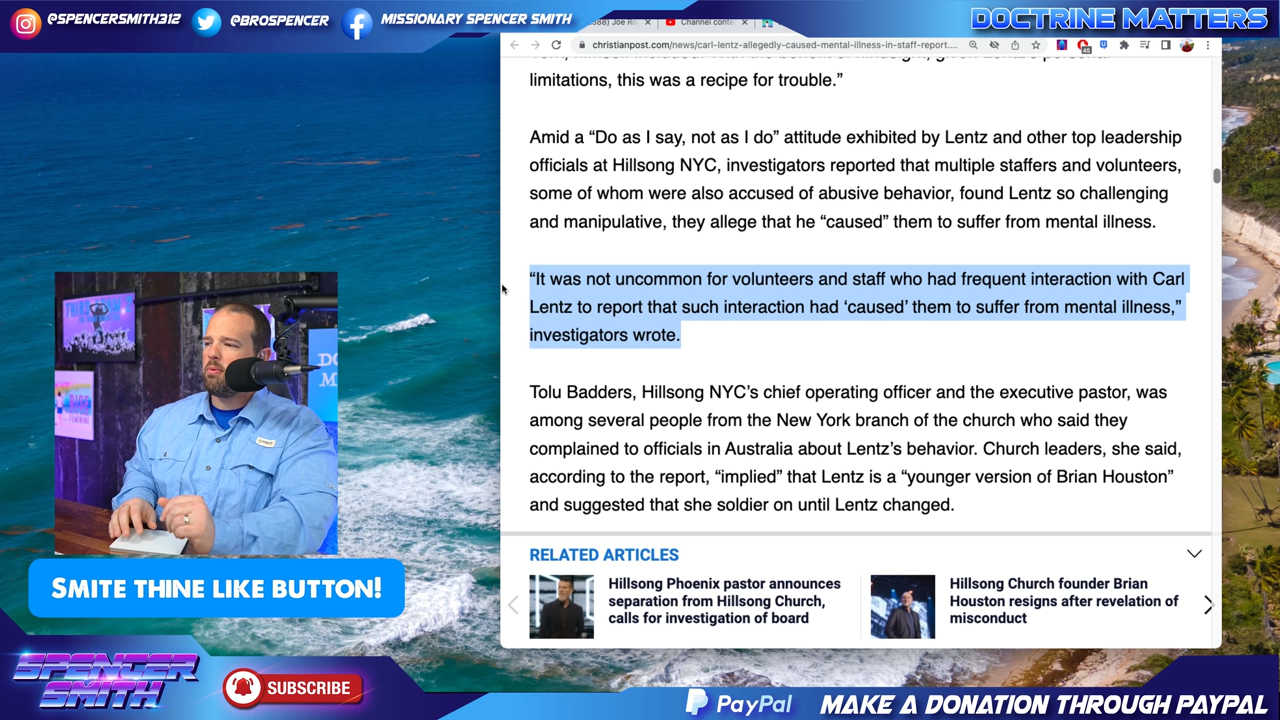 @SPENCERSMITH312
@BROSPENCER
MISSIONARY SPENCER SMITH
DOCTRINE MATTERS
Joe
Channel conte
christianpost.com/news/carl-lentz-allegedly-caused-mental-illness-in-staff-report....
limitations, this was a recipe for trouble.”
Amid a “Do as I say, not as I do” attitude exhibited by Lentz and other top leadership
officials at Hillsong NYC, investigators reported that multiple staffers and volunteers,
some of whom were also accused of abusive behavior, found Lentz so challenging
and manipulative, they allege that he “caused” them to suffer from mental illness.
“It was not uncommon for volunteers and staff who had frequent interaction with Carl
Lentz to report that such interaction had ‘caused’ them to suffer from mental illness,”
investigators wrote.
Tolu Badders, Hillsong NYC’s chief operating officer and the executive pastor, was
among several people from the New York branch of the church who said they
complained to officials in Australia about Lentz’s behavior. Church leaders, she said,
according to the report, “implied” that Lentz is a “younger version of Brian Houston”
and suggested that she soldier on until Lentz changed.
RELATED ARTICLES
Hillsong Phoenix pastor announces
separation from Hillsong Church,
calls for investigation of board
Hillsong Church founder Brian
Houston resigns after revelation of
misconduct
SMITE THINE LIKE BUTTON!
SPENCER
SMITH
SUBSCRIBE
PayPal
MAKE A DONATION THROUGH PAYPAL